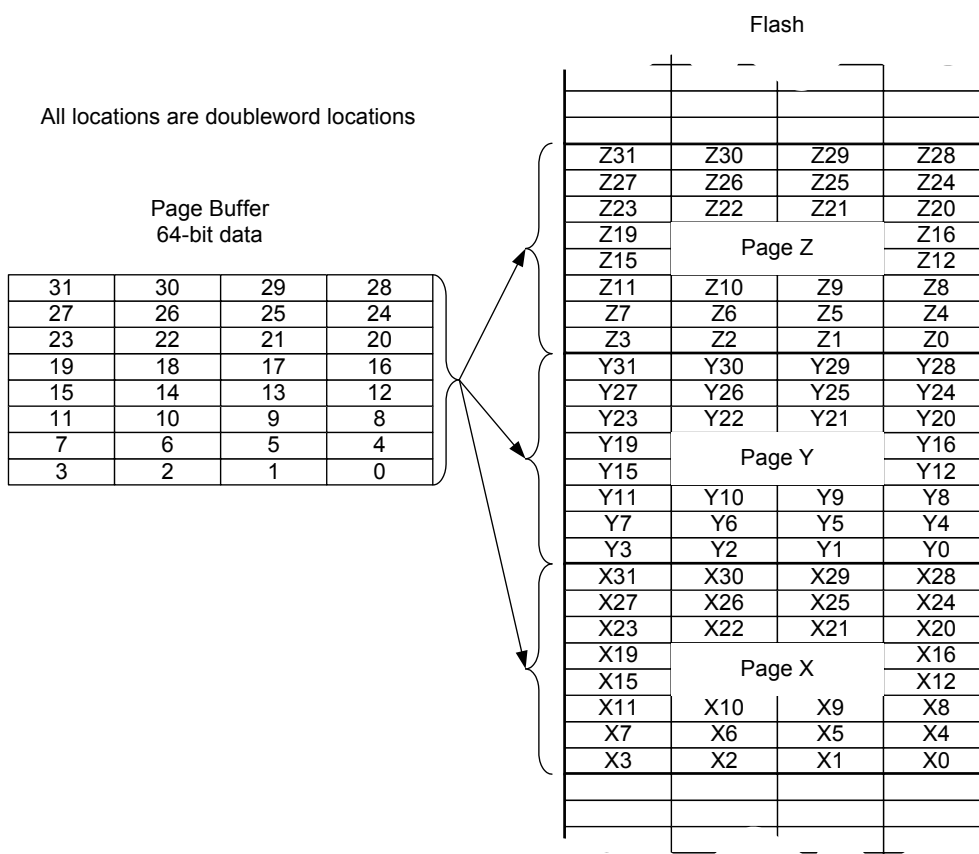 Flash
All locations are doubleword locations
Page Buffer
64-bit data
31 30 29 28
27 26 25 24
23 22 21 20
19 18 17 16
15 14 13 12
11 10 9 8
7 6 5 4
3 2 1 0
Z31 Z30 Z29 Z28
Z27 Z26 Z25 Z24
Z23 Z22 Z21 Z20
Z19 Z16
Page Z
Z15 Z12
Z11 Z10 Z9 Z8
Z7 Z6 Z5 Z4
Z3 Z2 Z1 Z0
Y31 Y30 Y29 Y28
Y27 Y26 Y25 Y24
Y23 Y22 Y21 Y20
Y19 Y16
Page Y
Y15 Y12
Y11 Y10 Y9 Y8
Y7 Y6 Y5 Y4
Y3 Y2 Y1 Y0
X31 X30 X29 X28
X27 X26 X25 X24
X23 X22 X21 X20
X19 X16
Page X
X15 X12
X11 X10 X9 X8
X7 X6 X5 X4
X3 X2 X1 X0